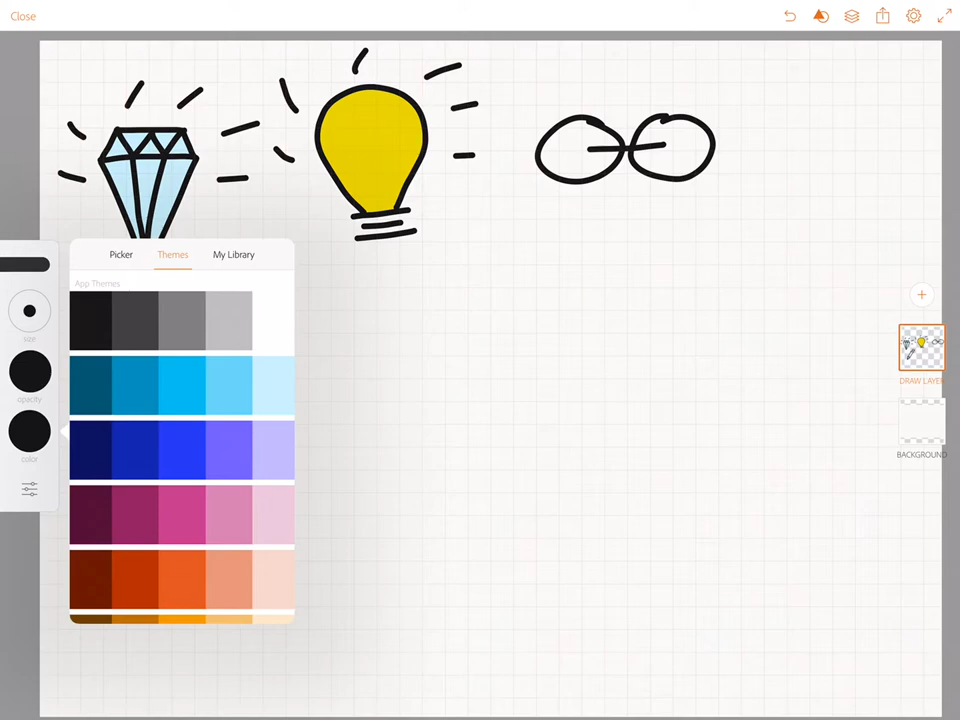 Close
Picker Themes My Library
App Themes
size
opacity
color
DRAW LAYER
BACKGROUND